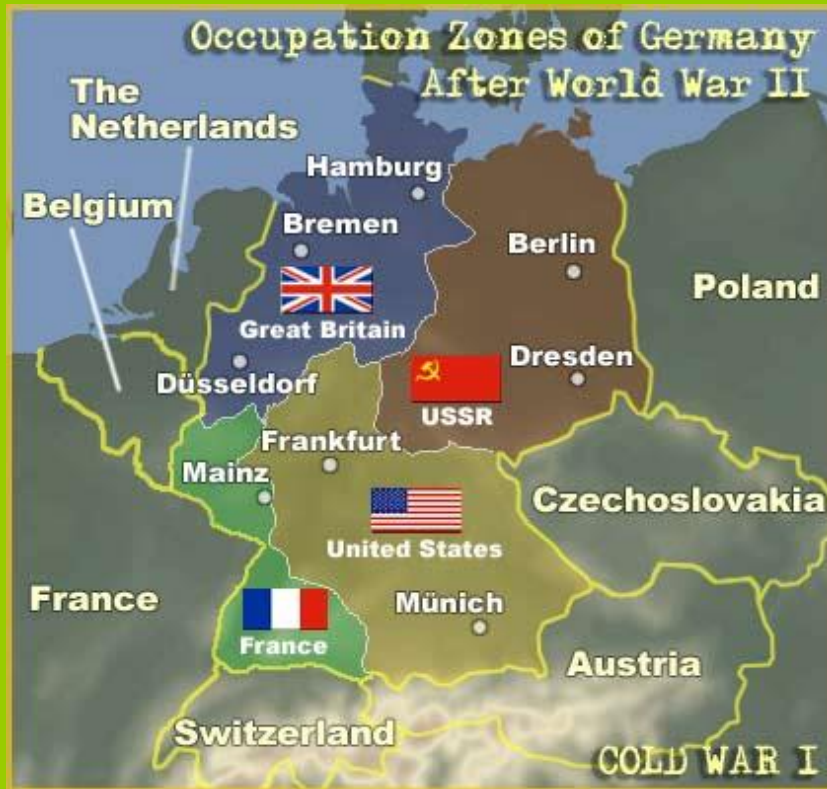 Occupation Zones of Germany
After World War II
The
Netherlands
Hamburg
Belgium
Bremen
Berlin
Poland
Great Britain
Düsseldorf
Dresden
USSR
Frankfurt
Mainz
Czechoslovakia
United States
France
Münich
France
Austria
Switzerland
COLD WAR I